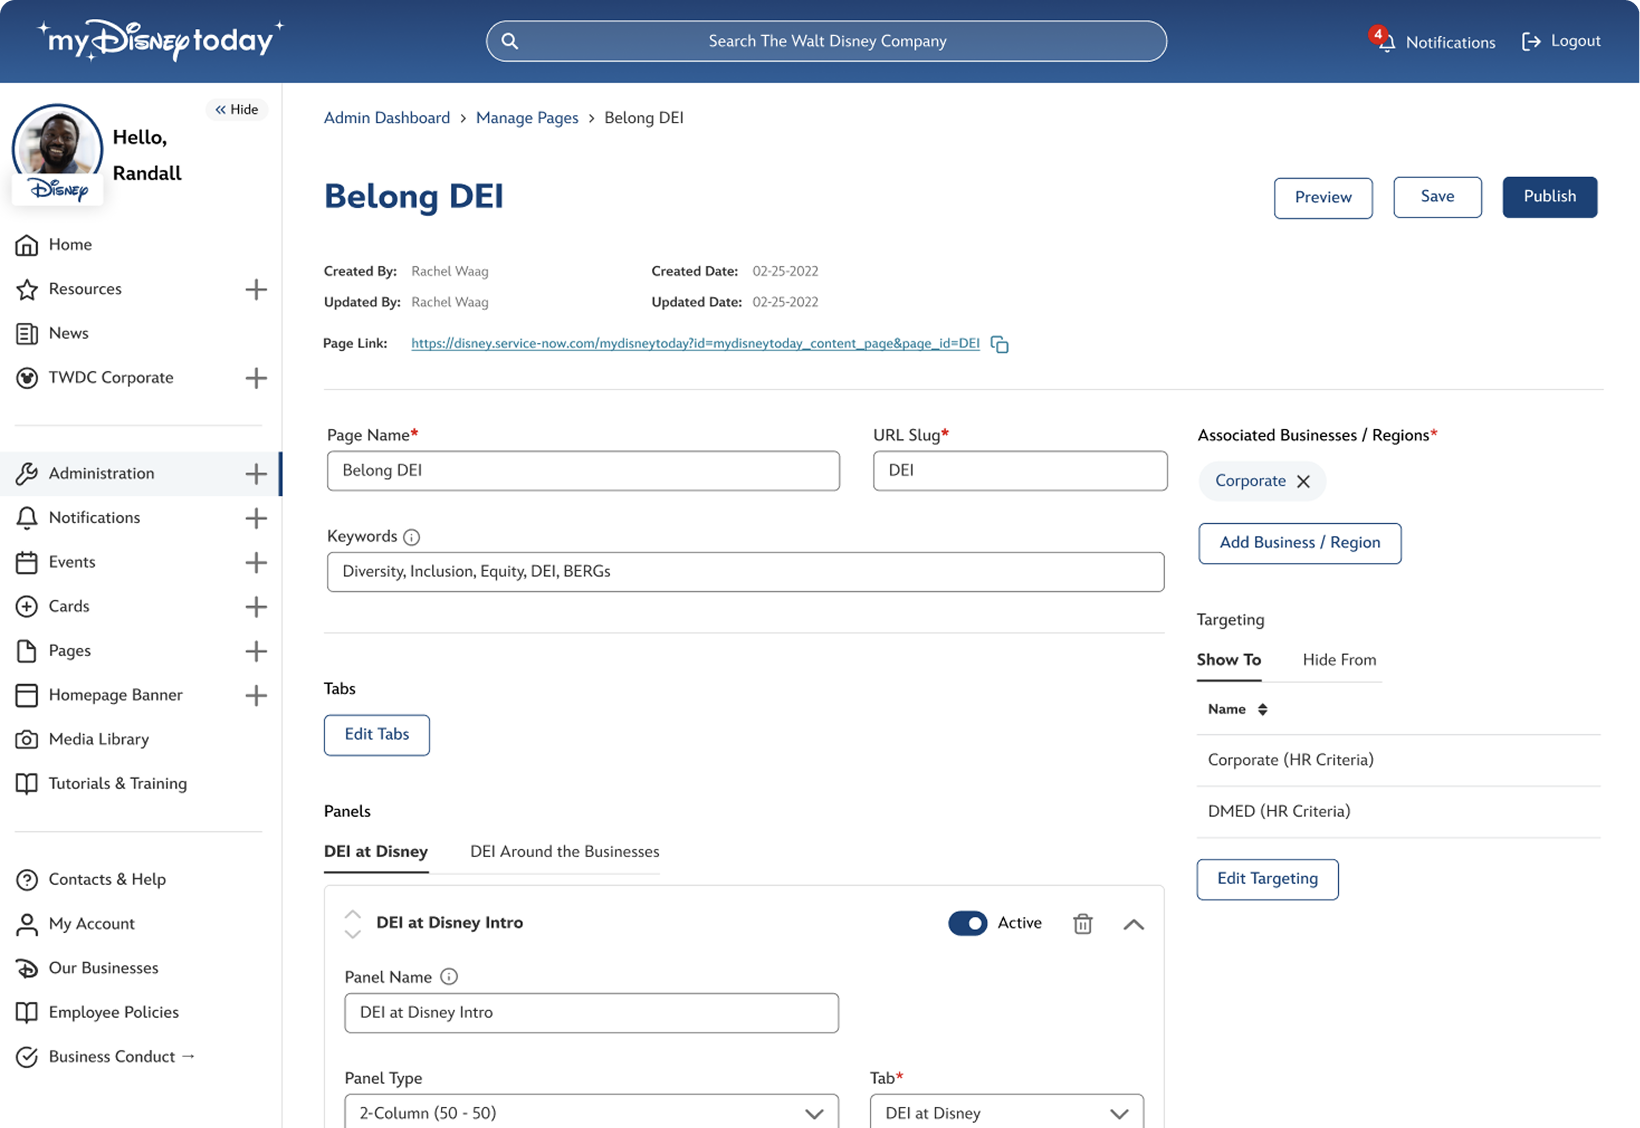 my Disney today
Search The Walt Disney Company
4
Notifications
Logout
Hide
Hello,
Randall
Disney
Home
Resources
News
TWDC Corporate
Administration
Notifications
Events
Cards
Pages
Homepage Banner
Media Library
Tutorials & Training
Contacts & Help
My Account
Our Businesses
Employee Policies
Business Conduct →
Admin Dashboard > Manage Pages > Belong DEI
Belong DEI
Preview
Save
Publish
Created By: Rachel Waag
Created Date: 02-25-2022
Updated By: Rachel Waag
Updated Date: 02-25-2022
Page Link: https://disney.service-now.com/mydisneytoday?id=mydisneytoday_content_page&page_id=DEI
Page Name*
Belong DEI
URL Slug*
DEI
Keywords
Diversity, Inclusion, Equity, DEI, BERGs
Tabs
Edit Tabs
Panels
DEI at Disney
DEI Around the Businesses
DEI at Disney Intro
Active
Panel Name
DEI at Disney Intro
Panel Type
2-Column (50 - 50)
Tab*
DEI at Disney
Associated Businesses / Regions*
Corporate
Add Business / Region
Targeting
Show To
Hide From
Name
Corporate (HR Criteria)
DMED (HR Criteria)
Edit Targeting